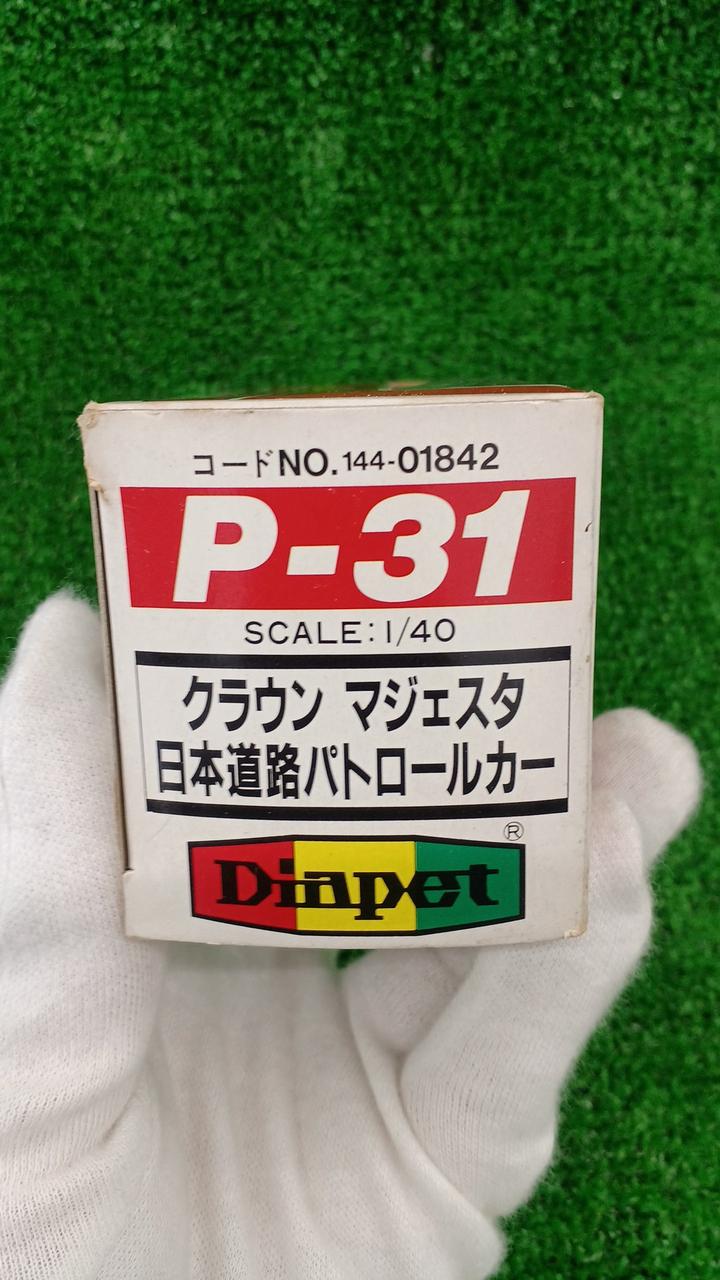 コードNO.144-01842
P-31
SCALE:1/40
クラウン マジェスタ
日本道路パトロールカー
®
Diapet